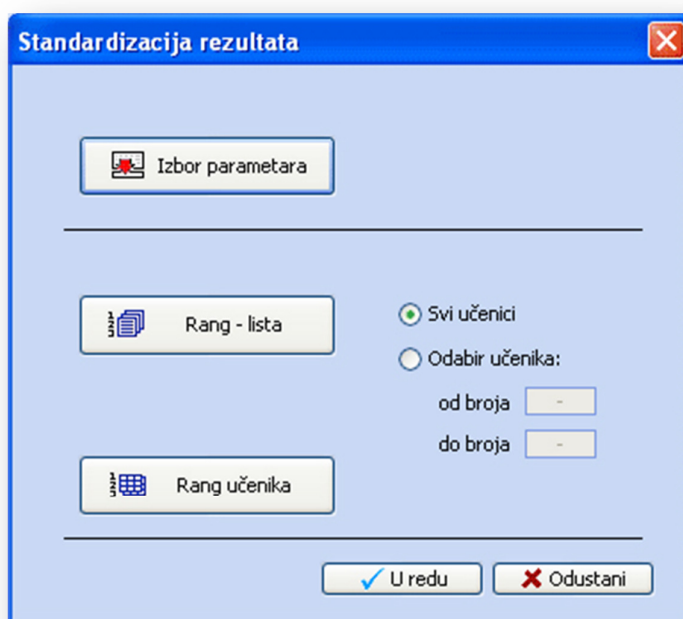 Standardizacija rezultata
Izbor parametara
Rang - lista
Svi učenici
Odabir učenika:
od broja -
do broja -
Rang učenika
U redu
Odustani